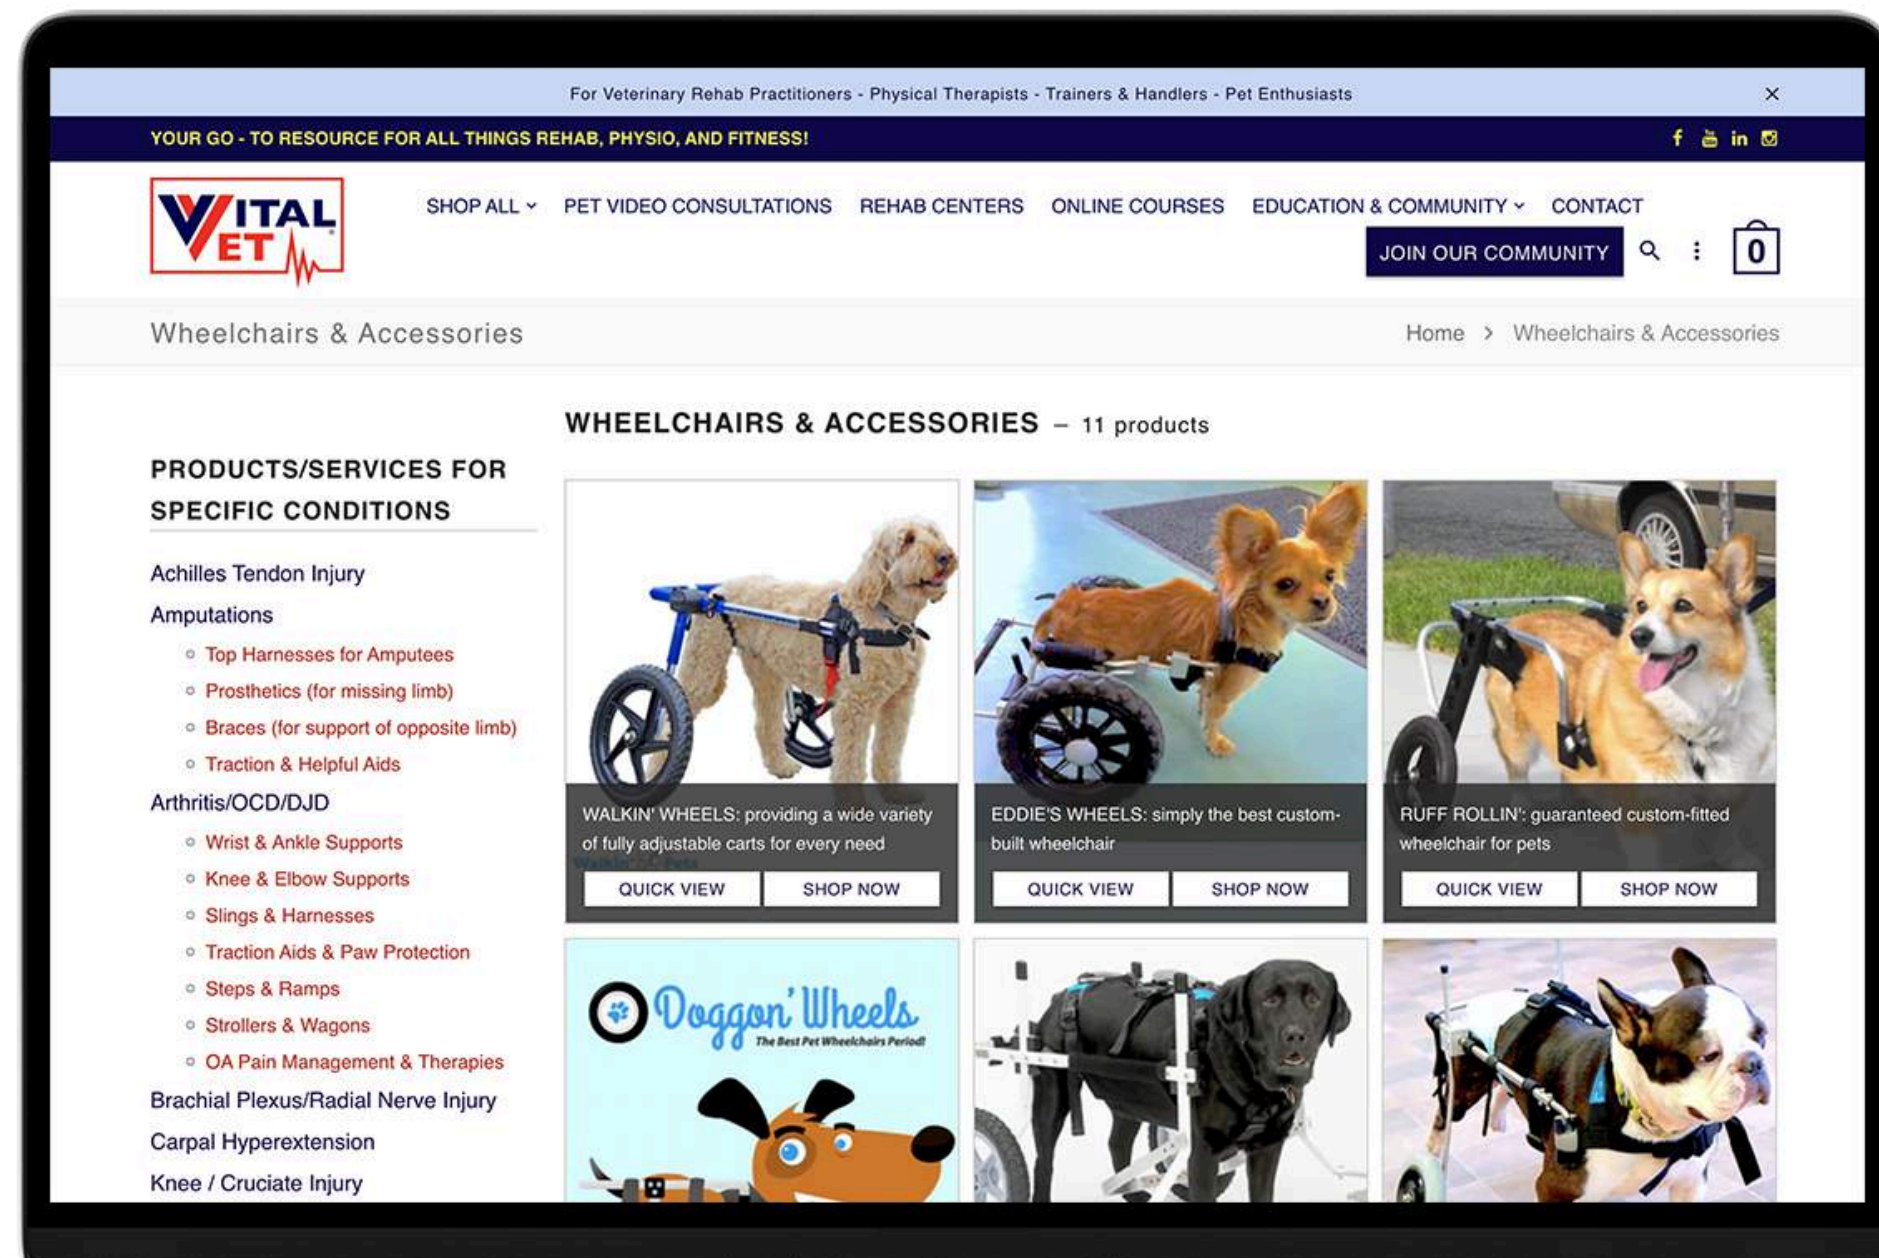 For Veterinary Rehab Practitioners - Physical Therapists - Trainers & Handlers - Pet Enthusiasts
YOUR GO - TO RESOURCE FOR ALL THINGS REHAB, PHYSIO, AND FITNESS!
VITAL
VET
SHOP ALL
PET VIDEO CONSULTATIONS
REHAB CENTERS
ONLINE COURSES
EDUCATION & COMMUNITY
CONTACT
JOIN OUR COMMUNITY
0
Wheelchairs & Accessories
Home > Wheelchairs & Accessories
PRODUCTS/SERVICES FOR
SPECIFIC CONDITIONS
Achilles Tendon Injury
Amputations
Top Harnesses for Amputees
Prosthetics (for missing limb)
Braces (for support of opposite limb)
Traction & Helpful Aids
Arthritis/OCD/DJD
Wrist & Ankle Supports
Knee & Elbow Supports
Slings & Harnesses
Traction Aids & Paw Protection
Steps & Ramps
Strollers & Wagons
OA Pain Management & Therapies
Brachial Plexus/Radial Nerve Injury
Carpal Hyperextension
Knee / Cruciate Injury
WHEELCHAIRS & ACCESSORIES – 11 products
WALKIN' WHEELS: providing a wide variety
of fully adjustable carts for every need
Walkin' Pets
QUICK VIEW
SHOP NOW
EDDIE'S WHEELS: simply the best custom-
built wheelchair
QUICK VIEW
SHOP NOW
RUFF ROLLIN': guaranteed custom-fitted
wheelchair for pets
QUICK VIEW
SHOP NOW
Doggon' Wheels
The Best Pet Wheelchairs Period!